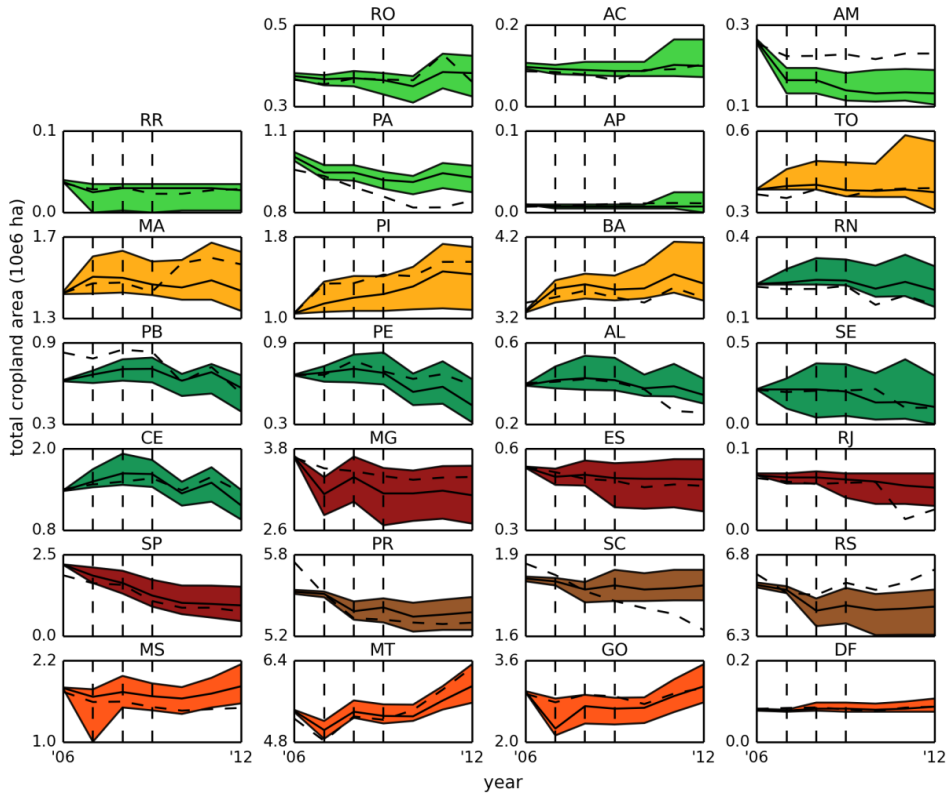 RO AC AM
0.5 0.2 0.3
0.3 0.0 0.1
RR PA AP TO
0.1 1.1 0.1 0.6
0.0 0.8 0.0 0.3
MA PI BA RN
1.7 1.8 4.2 0.4
1.3 1.0 3.2 0.1
PB PE AL SE
0.9 0.9 0.6 0.5
0.3 0.3 0.2 0.0
CE MG ES RJ
2.0 3.8 0.6 0.1
0.8 2.6 0.3 0.0
SP PR SC RS
2.5 5.8 1.9 6.8
0.0 5.2 1.6 6.3
MS MT GO DF
2.2 6.4 3.6 0.2
1.0 4.8 2.0 0.0
'06 '12 '06 '12 '06 '12 '06 '12
year
total cropland area (10e6 ha)